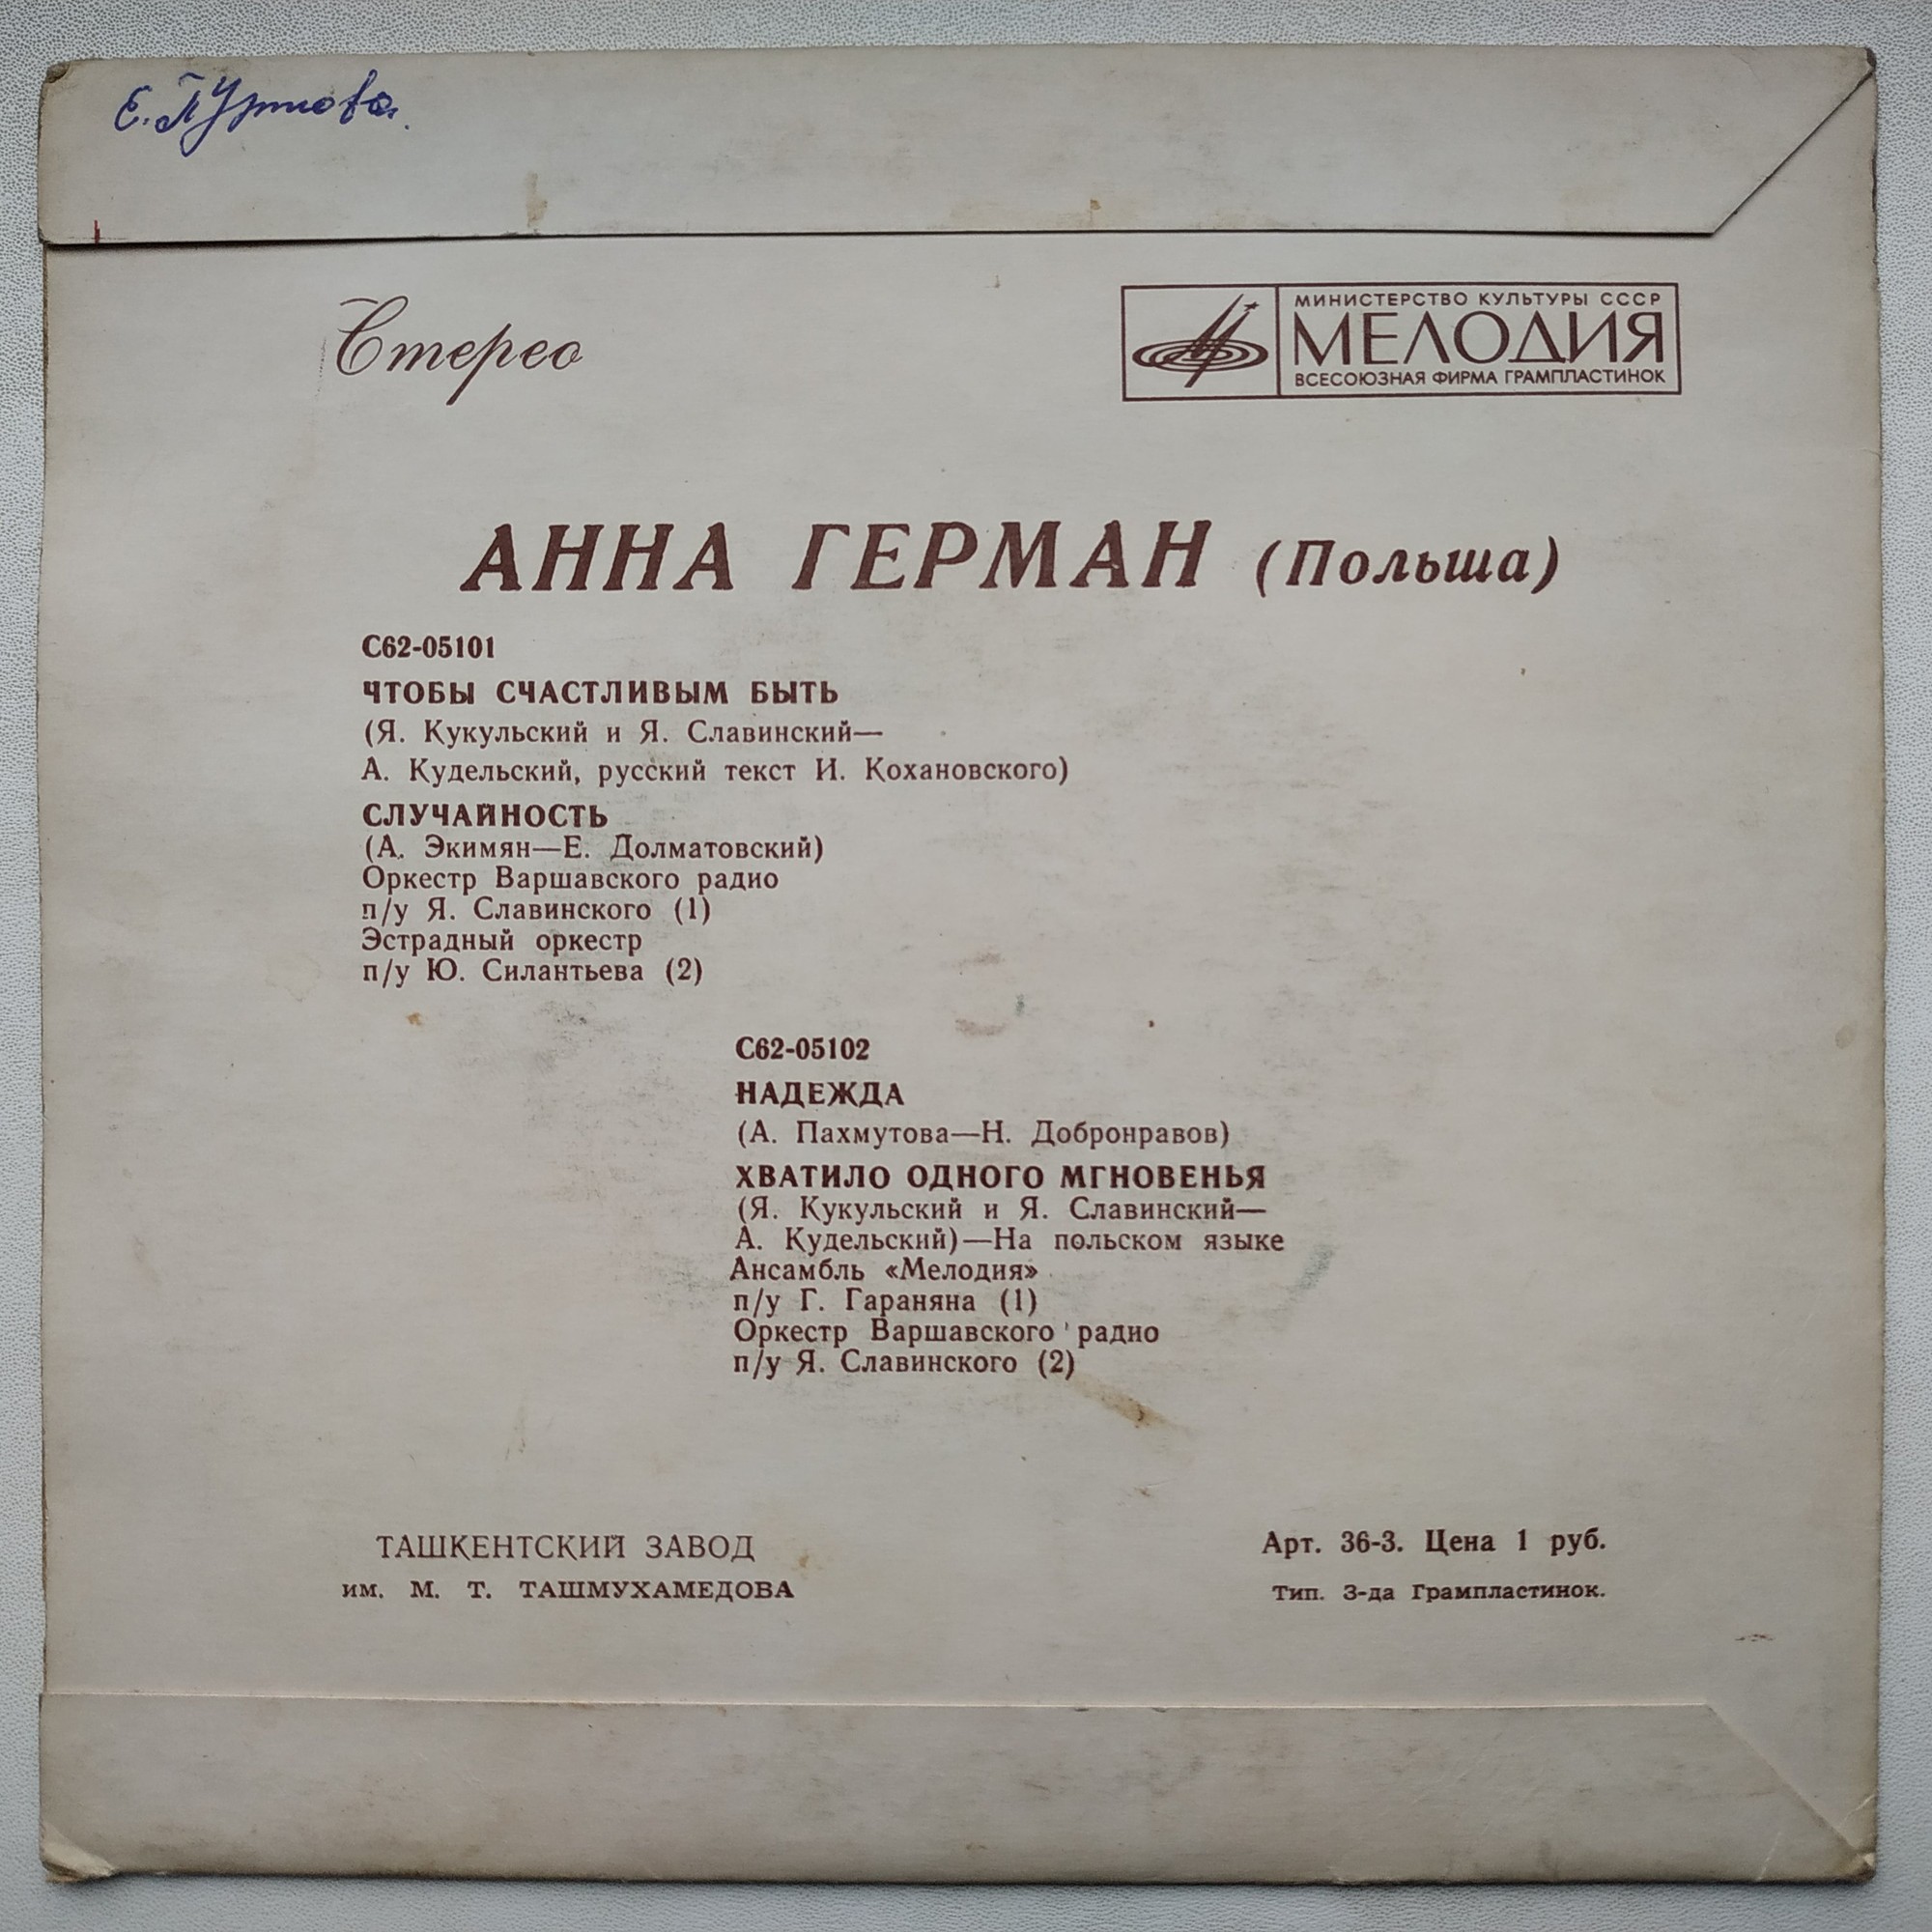 Стерео
МИНИСТЕРСТВО КУЛЬТУРЫ СССР
МЕЛОДИЯ
ВСЕСОЮЗНАЯ ФИРМА ГРАМПЛАСТИНОК
АННА ГЕРМАН (Польша)
С62-05101
ЧТОБЫ СЧАСТЛИВЫМ БЫТЬ
(Я. Кукульский и Я. Славинский—
А. Кудельский, русский текст И. Кохановского)
СЛУЧАЙНОСТЬ
(А. Экимян—Е. Долматовский)
Оркестр Варшавского радио
п/у Я. Славинского (1)
Эстрадный оркестр
п/у Ю. Силантьева (2)
С62-05102
НАДЕЖДА
(А. Пахмутова—Н. Добронравов)
ХВАТИЛО ОДНОГО МГНОВЕНЬЯ
(Я. Кукульский и Я. Славинский—
А. Кудельский)—На польском языке
Ансамбль «Мелодия»
п/у Г. Гараняна (1)
Оркестр Варшавского радио
п/у Я. Славинского (2)
ТАШКЕНТСКИЙ ЗАВОД
им. М. Т. ТАШМУХАМЕДОВА
Арт. 36-3. Цена 1 руб.
Тип. З-да Грампластинок.